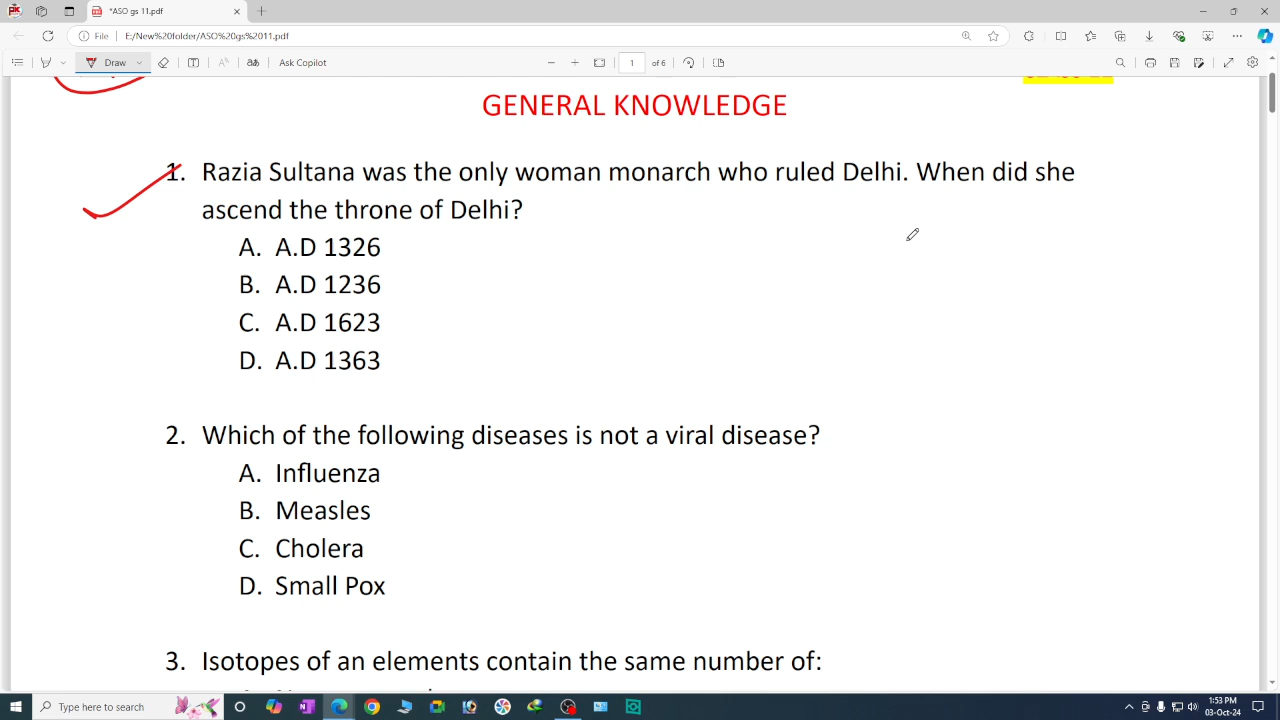 *ASO gs 11.pdf
File
E:/New%20folder/ASO%20gs%2011.pdf
Draw
Ask Copilot
1
of 6
GENERAL KNOWLEDGE
1. Razia Sultana was the only woman monarch who ruled Delhi. When did she
ascend the throne of Delhi?
A. A.D 1326
B. A.D 1236
C. A.D 1623
D. A.D 1363
2. Which of the following diseases is not a viral disease?
A. Influenza
B. Measles
C. Cholera
D. Small Pox
3. Isotopes of an elements contain the same number of:
Type here to search
1:53 PM
03-Oct-24